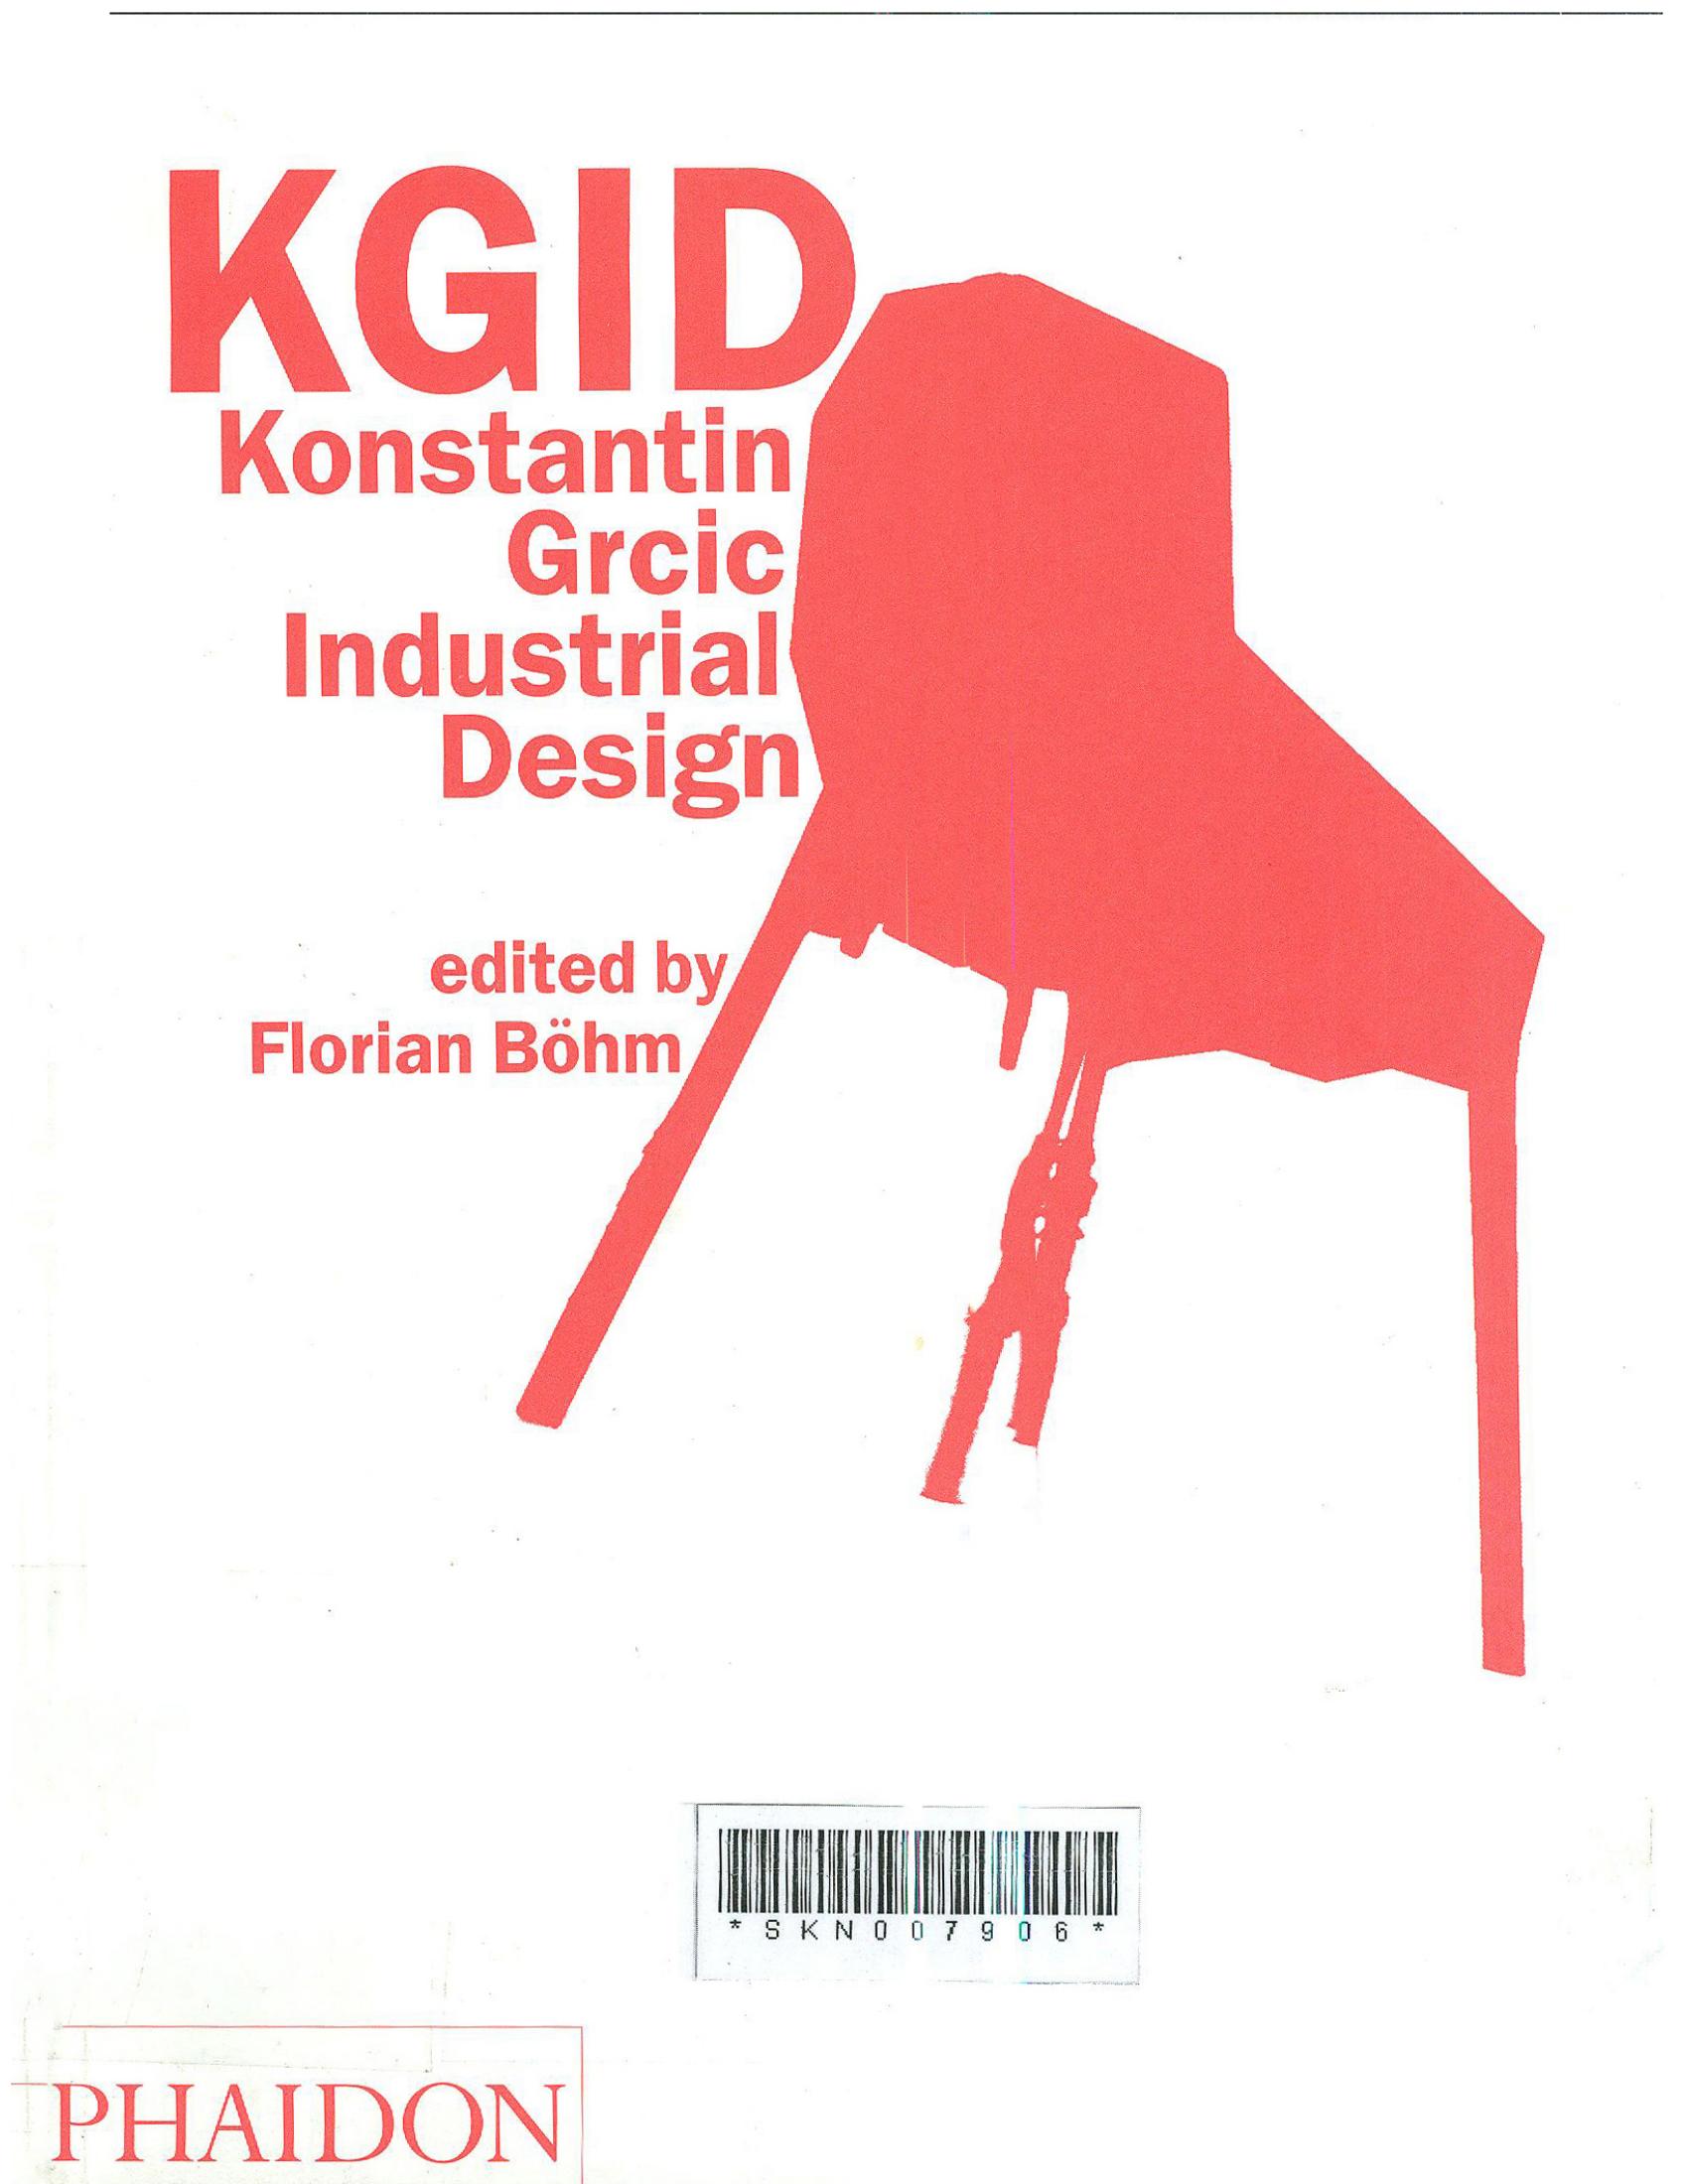 KGID
Konstantin
Grcic
Industrial
Design
edited by
Florian Böhm
*SKN007906*
PHAIDON